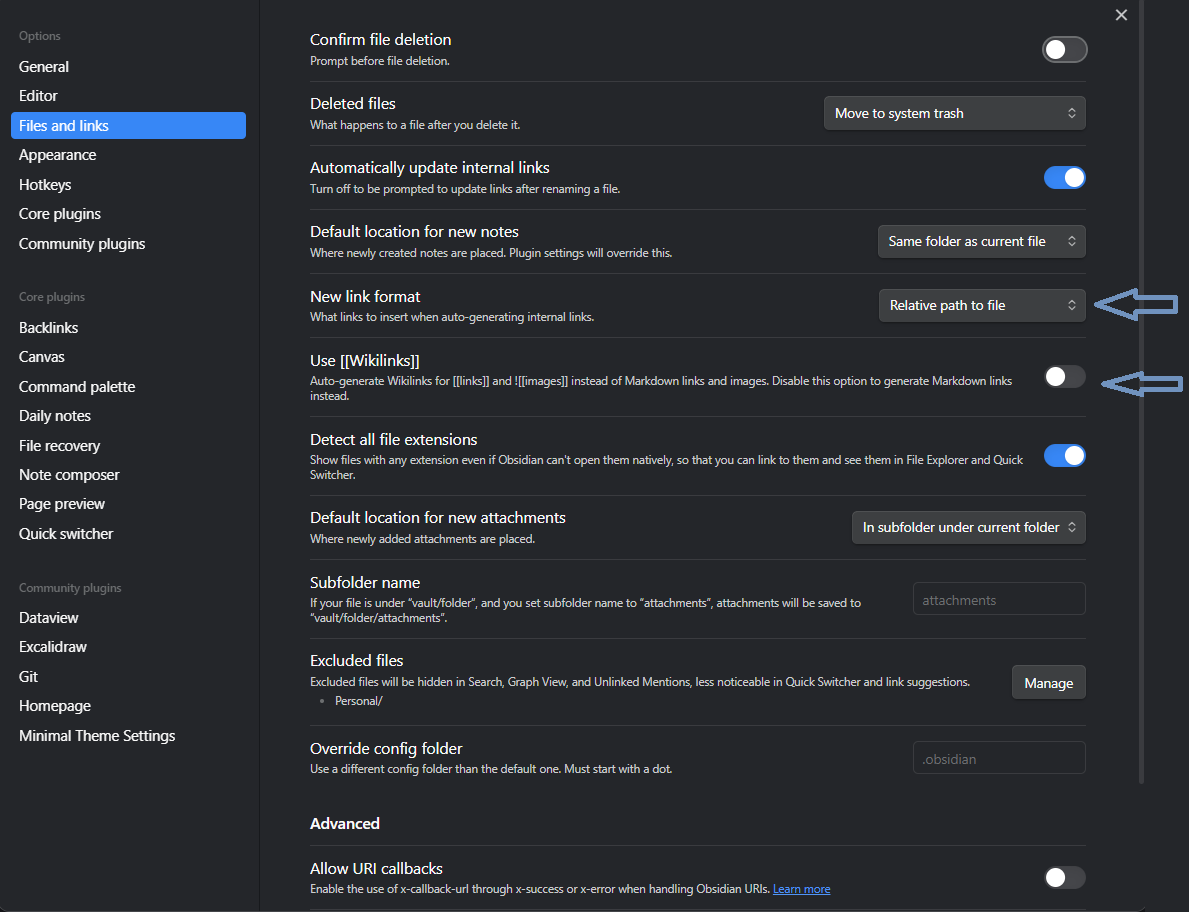 Options
General
Editor
Files and links
Appearance
Hotkeys
Core plugins
Community plugins
Core plugins
Backlinks
Canvas
Command palette
Daily notes
File recovery
Note composer
Page preview
Quick switcher
Community plugins
Dataview
Excalidraw
Git
Homepage
Minimal Theme Settings
Confirm file deletion
Prompt before file deletion.
Deleted files
What happens to a file after you delete it.
Move to system trash
Automatically update internal links
Turn off to be prompted to update links after renaming a file.
Default location for new notes
Where newly created notes are placed. Plugin settings will override this.
Same folder as current file
New link format
What links to insert when auto-generating internal links.
Relative path to file
Use [[Wikilinks]]
Auto-generate Wikilinks for [[links]] and ![[images]] instead of Markdown links and images. Disable this option to generate Markdown links
instead.
Detect all file extensions
Show files with any extension even if Obsidian can't open them natively, so that you can link to them and see them in File Explorer and Quick
Switcher.
Default location for new attachments
Where newly added attachments are placed.
In subfolder under current folder
Subfolder name
If your file is under "vault/folder", and you set subfolder name to "attachments", attachments will be saved to
"vault/folder/attachments".
attachments
Excluded files
Excluded files will be hidden in Search, Graph View, and Unlinked Mentions, less noticeable in Quick Switcher and link suggestions.
• Personal/
Manage
Override config folder
Use a different config folder than the default one. Must start with a dot.
.obsidian
Advanced
Allow URI callbacks
Enable the use of x-callback-url through x-success or x-error when handling Obsidian URIs. Learn more